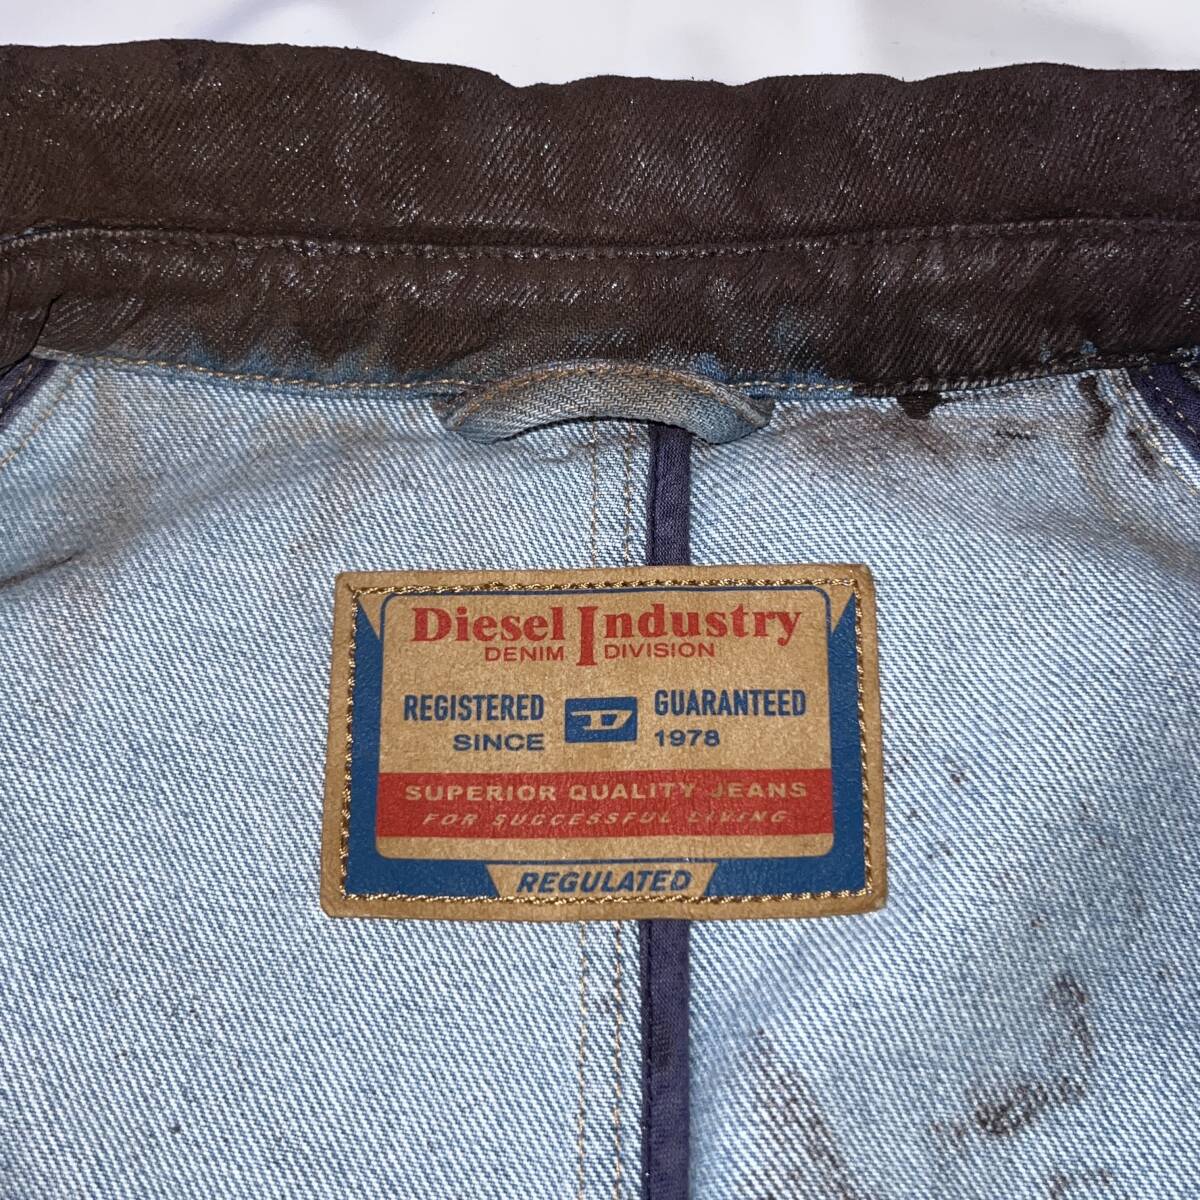 Diesel Industry
DENIM DIVISION
REGISTERED D GUARANTEED
SINCE 1978
SUPERIOR QUALITY JEANS
FOR SUCCESSFUL LIVING
REGULATED